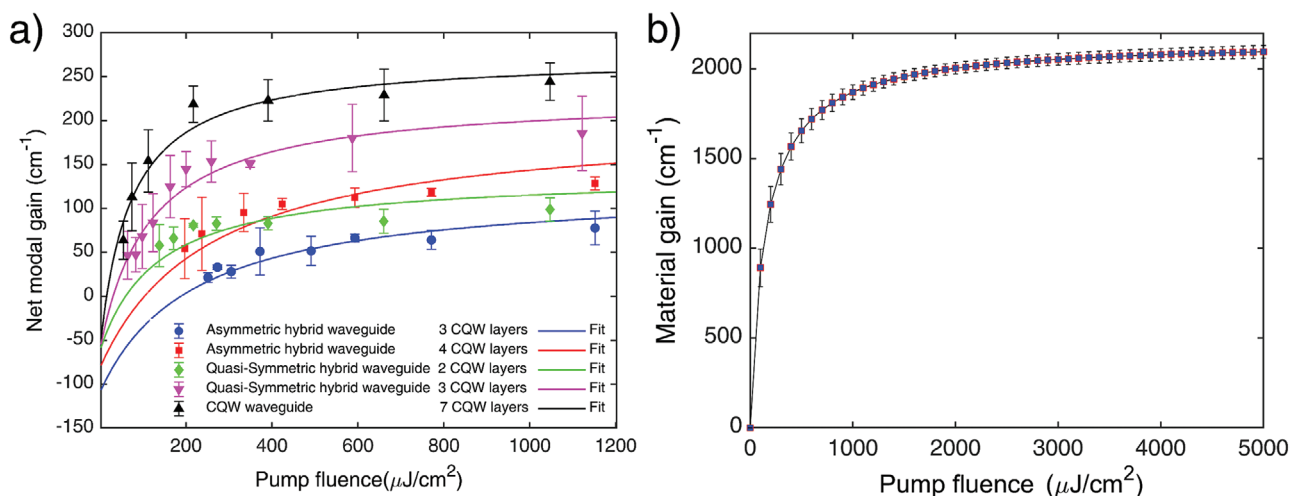 a)
Net modal gain (cm⁻¹)
300
250
200
150
100
50
0
-50
-100
-150
Asymmetric hybrid waveguide 3 CQW layers Fit
Asymmetric hybrid waveguide 4 CQW layers Fit
Quasi-Symmetric hybrid waveguide 2 CQW layers Fit
Quasi-Symmetric hybrid waveguide 3 CQW layers Fit
CQW waveguide 7 CQW layers Fit
200 400 600 800 1000 1200
Pump fluence(μJ/cm²)
b)
Material gain (cm⁻¹)
2000
1500
1000
500
0
0 1000 2000 3000 4000 5000
Pump fluence (μJ/cm²)